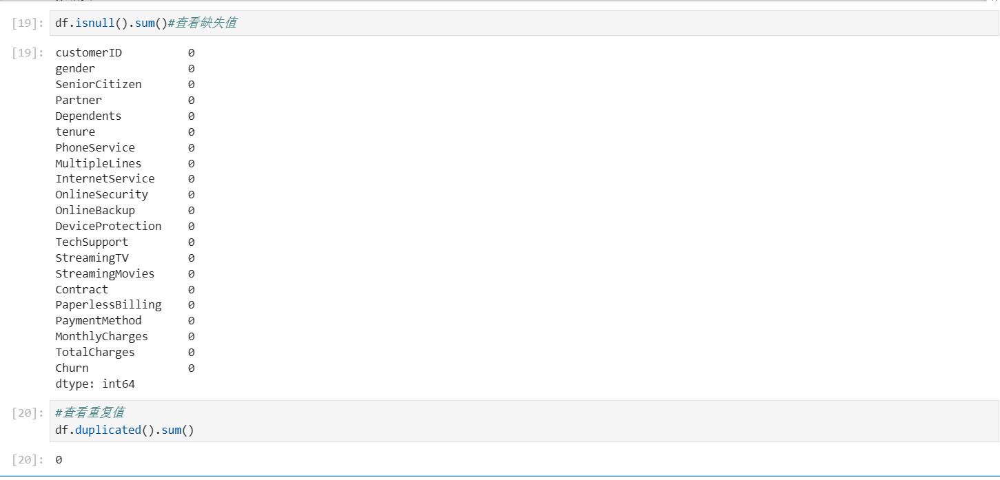 [19]: df.isnull().sum()#查看缺失值
[19]: customerID 0
gender 0
SeniorCitizen 0
Partner 0
Dependents 0
tenure 0
PhoneService 0
MultipleLines 0
InternetService 0
OnlineSecurity 0
OnlineBackup 0
DeviceProtection 0
TechSupport 0
StreamingTV 0
StreamingMovies 0
Contract 0
PaperlessBilling 0
PaymentMethod 0
MonthlyCharges 0
TotalCharges 0
Churn 0
dtype: int64
[20]: #查看重复值
df.duplicated().sum()
[20]: 0